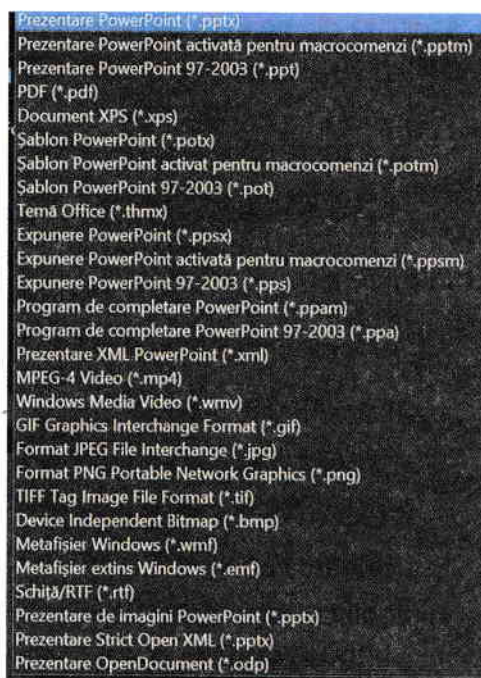 Prezentare PowerPoint (*.pptx)
Prezentare PowerPoint activată pentru macrocomenzi (*.pptm)
Prezentare PowerPoint 97-2003 (*.ppt)
PDF (*.pdf)
Document XPS (*.xps)
Șablon PowerPoint (*.potx)
Șablon PowerPoint activat pentru macrocomenzi (*.potm)
Șablon PowerPoint 97-2003 (*.pot)
Temă Office (*.thmx)
Expunere PowerPoint (*.ppsx)
Expunere PowerPoint activată pentru macrocomenzi (*.ppsm)
Expunere PowerPoint 97-2003 (*.pps)
Program de completare PowerPoint (*.ppam)
Program de completare PowerPoint 97-2003 (*.ppa)
Prezentare XML PowerPoint (*.xml)
MPEG-4 Video (*.mp4)
Windows Media Video (*.wmv)
GIF Graphics Interchange Format (*.gif)
Format JPEG File Interchange (*.jpg)
Format PNG Portable Network Graphics (*.png)
TIFF Tag Image File Format (*.tif)
Device Independent Bitmap (*.bmp)
Metafișier Windows (*.wmf)
Metafișier extins Windows (*.emf)
Schiță/RTF (*.rtf)
Prezentare de imagini PowerPoint (*.pptx)
Prezentare Strict Open XML (*.pptx)
Prezentare OpenDocument (*.odp)